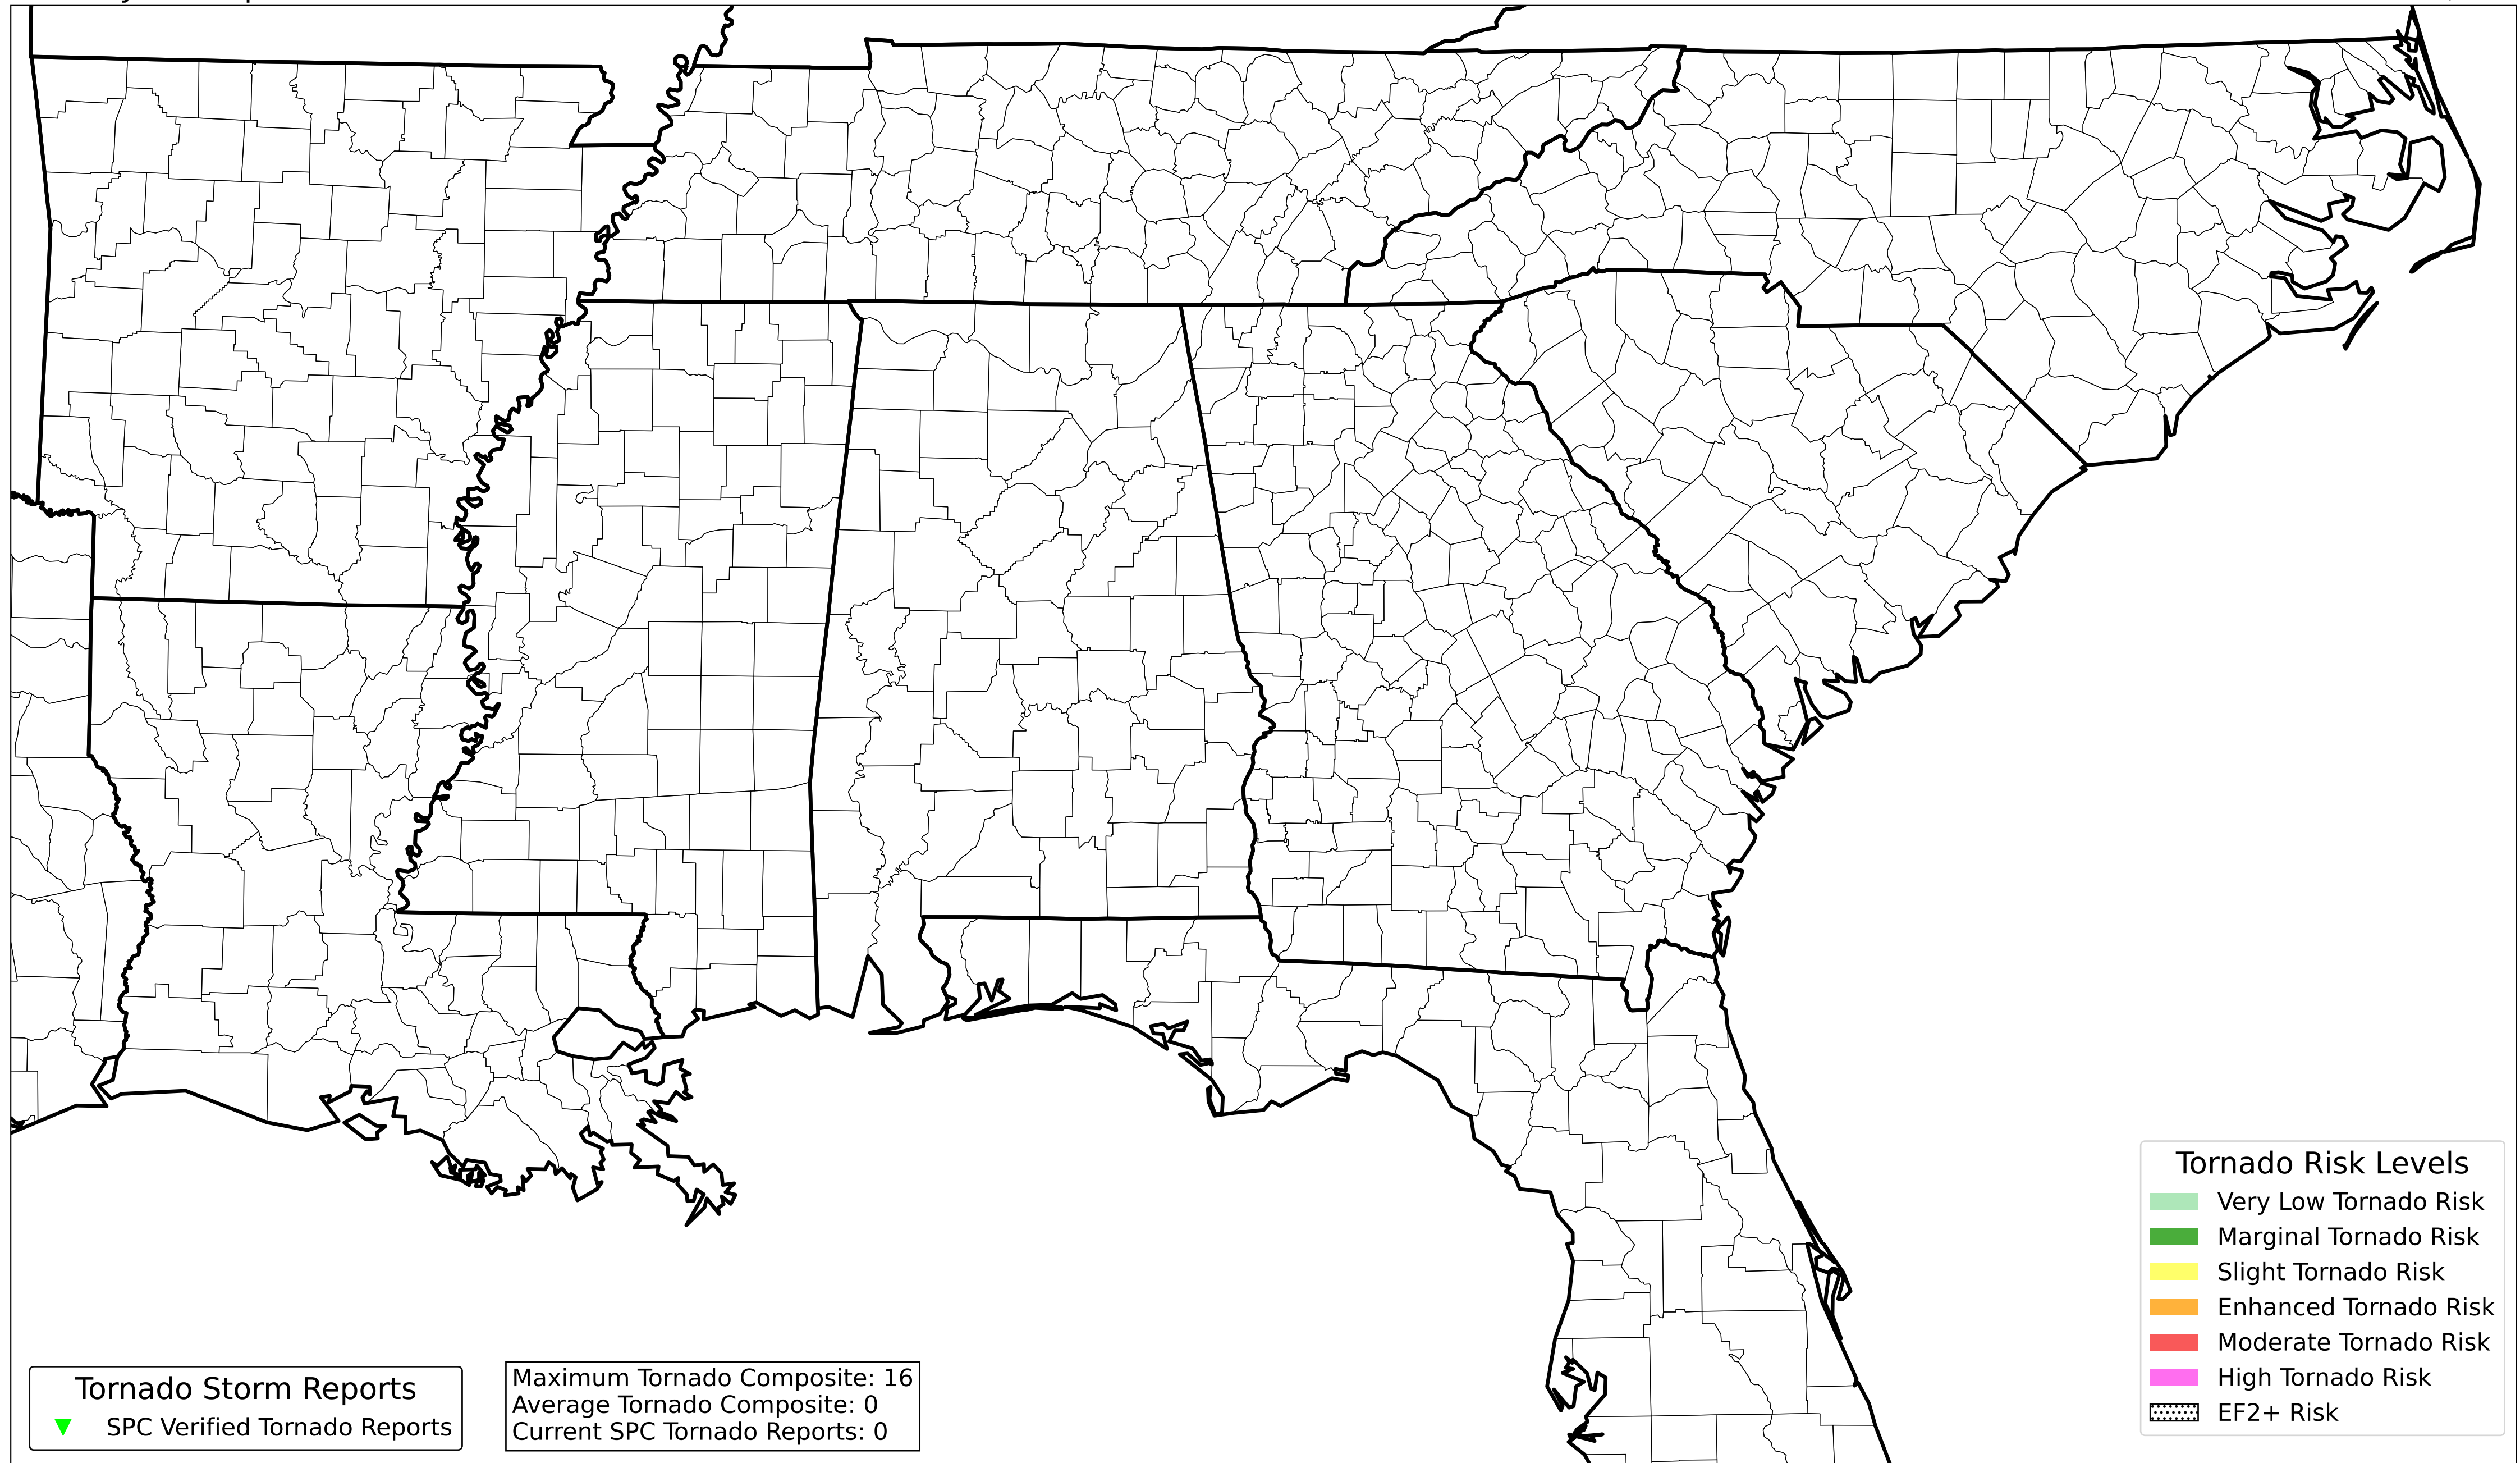 Tornado Risk Levels
Very Low Tornado Risk
Marginal Tornado Risk
Slight Tornado Risk
Enhanced Tornado Risk
Moderate Tornado Risk
High Tornado Risk
EF2+ Risk
Tornado Storm Reports
SPC Verified Tornado Reports
Maximum Tornado Composite: 16
Average Tornado Composite: 0
Current SPC Tornado Reports: 0